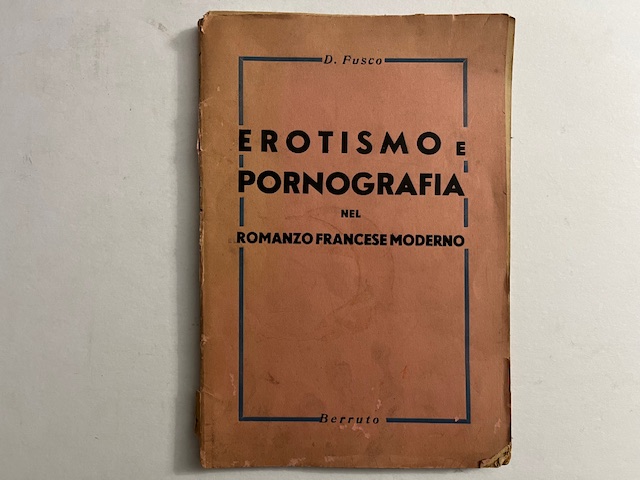 D. Fusco
EROTISMO E
PORNOGRAFIA
NEL
ROMANZO FRANCESE MODERNO
Berruto